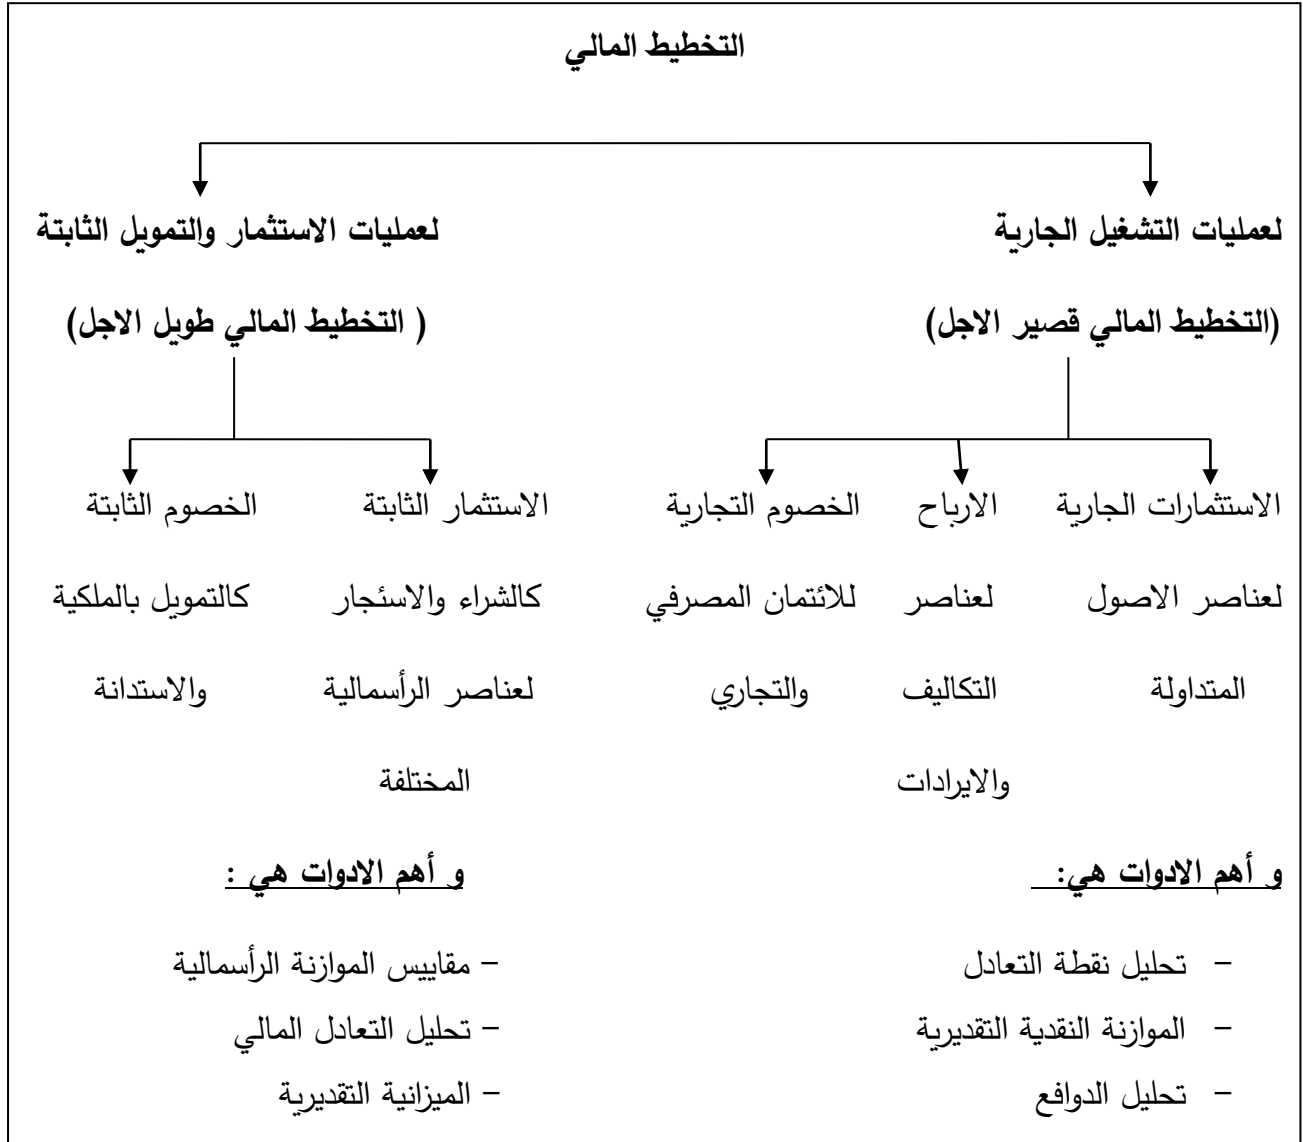 التخطيط المالي
لعمليات التشغيل الجارية لعمليات الاستثمار والتمويل الثابتة
(التخطيط المالي قصير الاجل) ( التخطيط المالي طويل الاجل)
الاستثمارات الجارية الارباح الخصوم التجارية الاستثمار الثابتة الخصوم الثابتة
لعناصر الاصول لعناصر للائتمان المصرفي كالشراء والاسئجار كالتمويل بالملكية
المتداولة التكاليف والتجاري لعناصر الرأسمالية والاستدانة
والايرادات المختلفة
و أهم الادوات هي: و أهم الادوات هي :
– تحليل نقطة التعادل – مقاييس الموازنة الرأسمالية
– الموازنة النقدية التقديرية – تحليل التعادل المالي
– تحليل الدوافع – الميزانية التقديرية